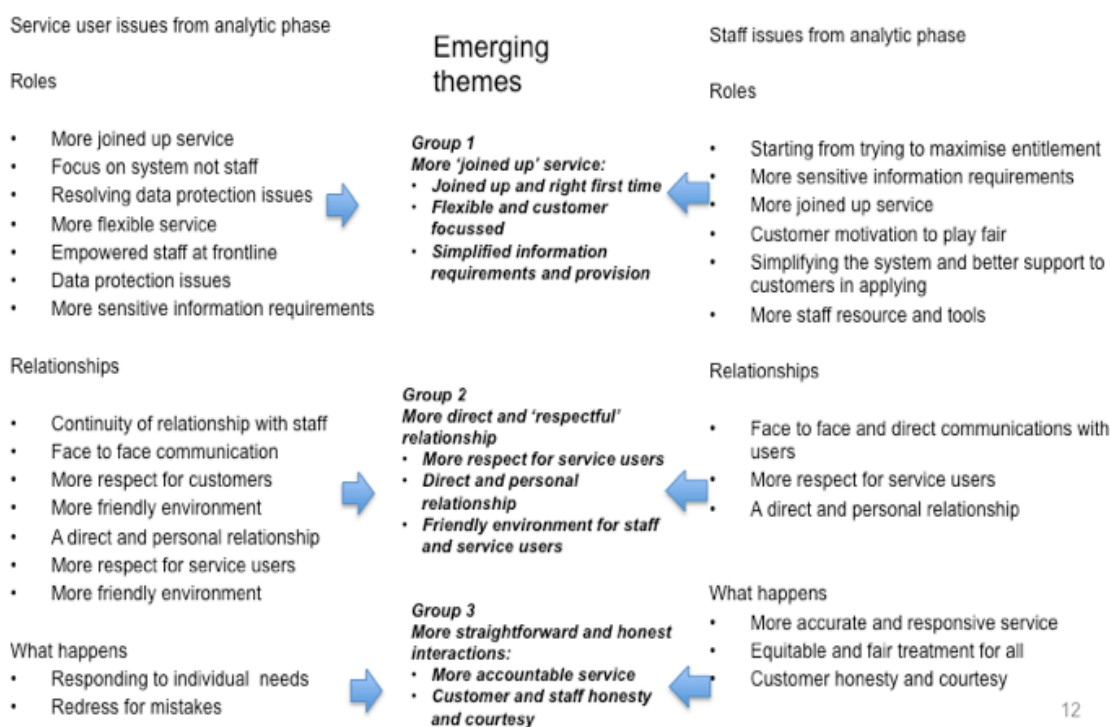 Service user issues from analytic phase
Roles
• More joined up service
• Focus on system not staff
• Resolving data protection issues
• More flexible service
• Empowered staff at frontline
• Data protection issues
• More sensitive information requirements
Relationships
• Continuity of relationship with staff
• Face to face communication
• More respect for customers
• More friendly environment
• A direct and personal relationship
• More respect for service users
• More friendly environment
What happens
• Responding to individual needs
• Redress for mistakes
Emerging
themes
Group 1
More ‘joined up’ service:
• Joined up and right first time
• Flexible and customer
focussed
• Simplified information
requirements and provision
Group 2
More direct and ‘respectful’
relationship
• More respect for service users
• Direct and personal
relationship
• Friendly environment for staff
and service users
Group 3
More straightforward and honest
interactions:
• More accountable service
• Customer and staff honesty
and courtesy
Staff issues from analytic phase
Roles
• Starting from trying to maximise entitlement
• More sensitive information requirements
• More joined up service
• Customer motivation to play fair
• Simplifying the system and better support to
customers in applying
• More staff resource and tools
Relationships
• Face to face and direct communications with
users
• More respect for service users
• A direct and personal relationship
What happens
• More accurate and responsive service
• Equitable and fair treatment for all
• Customer honesty and courtesy
12